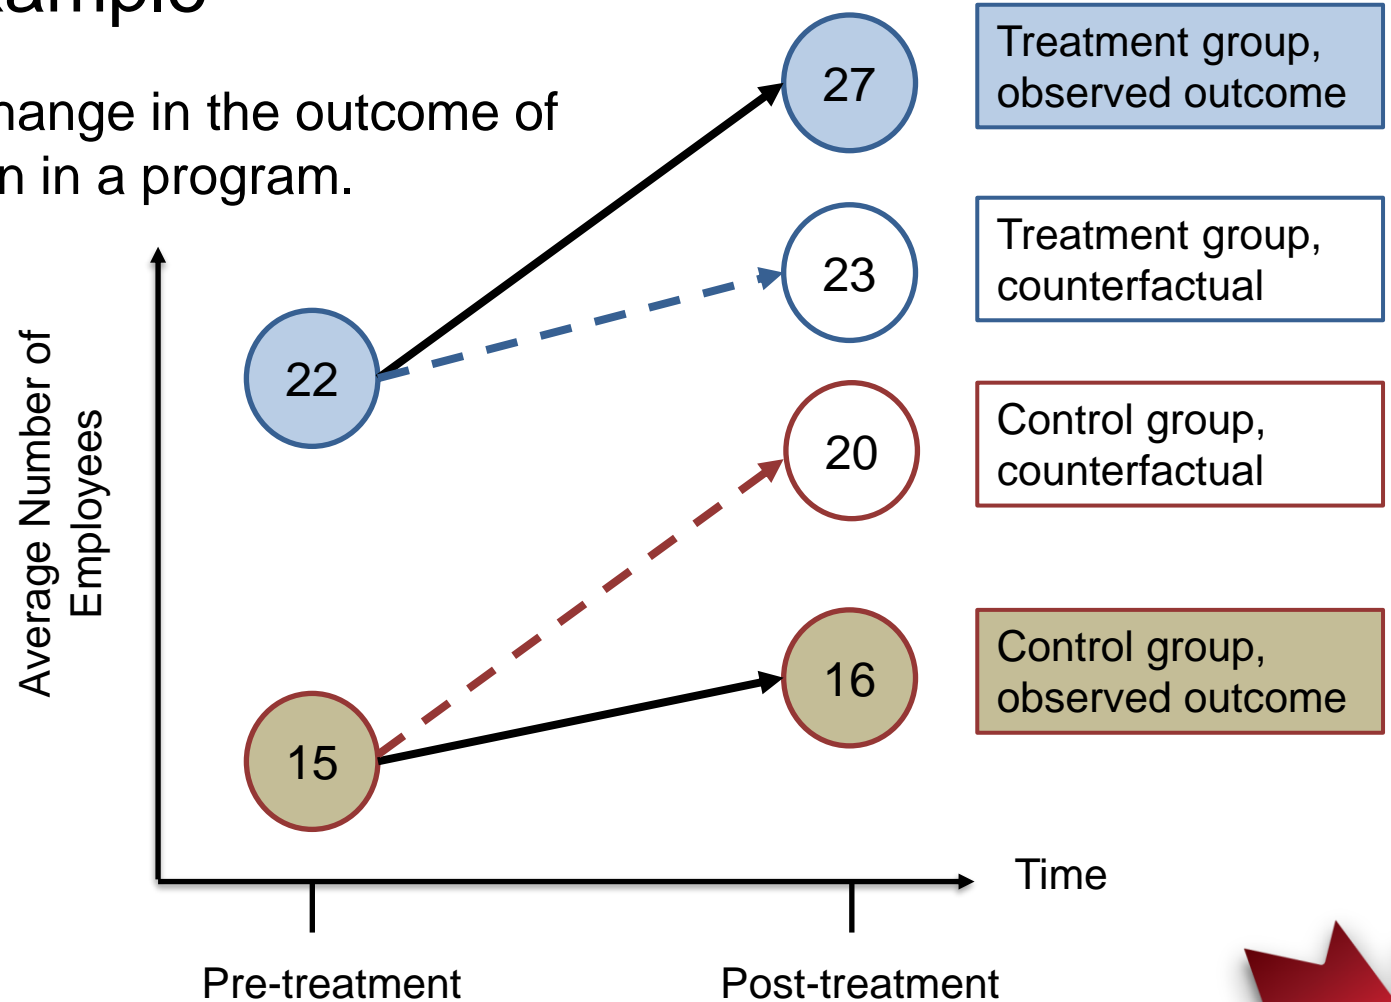 hange in the outcome of
n in a program.
27
Treatment group,
observed outcome
23
Treatment group,
counterfactual
22
20
Control group,
counterfactual
Average Number of
Employees
16
Control group,
observed outcome
15
Time
Pre-treatment
Post-treatment